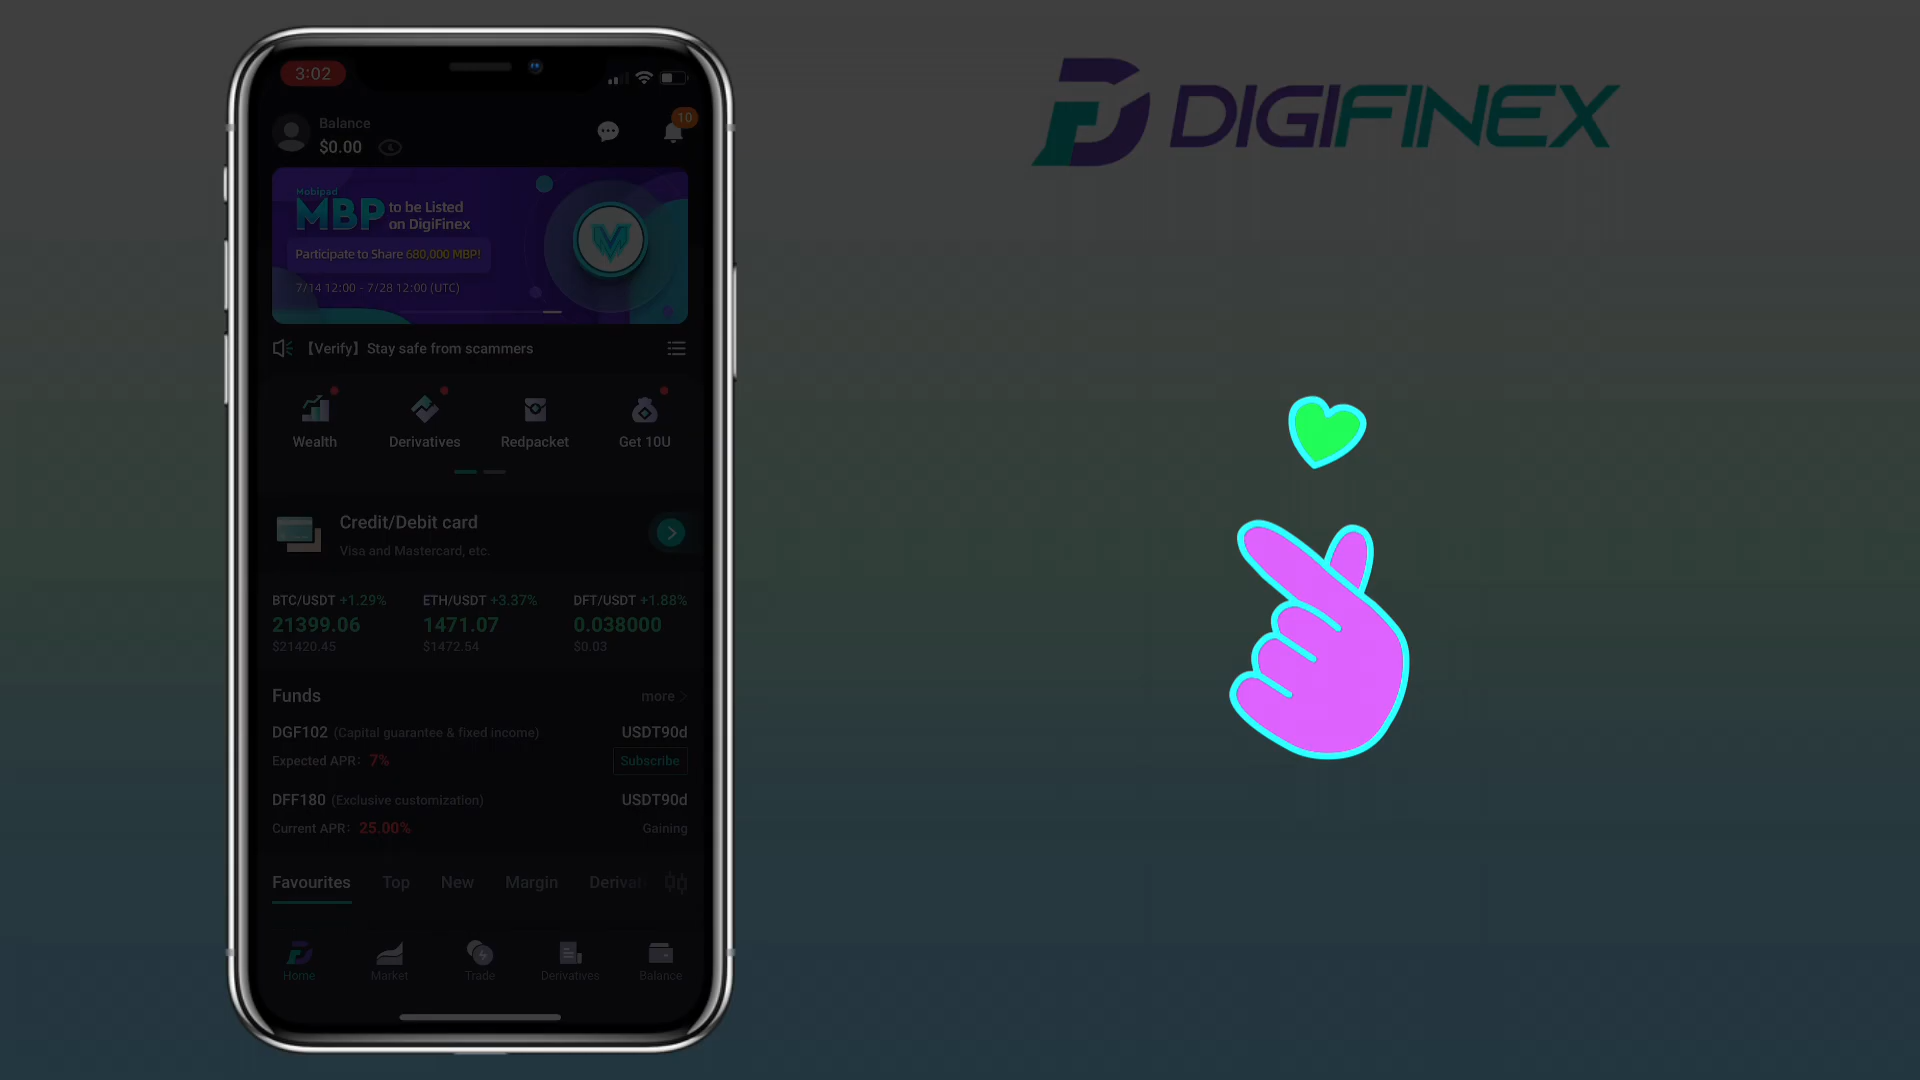 3:02
DIGIFINEX
10
Balance
$0.00
Mobipad
MBP to be Listed
on DigiFinex
Participate to Share 680,000 MBP!
7/14 12:00 - 7/28 12:00 (UTC)
【Verify】Stay safe from scammers
Wealth Derivatives Redpacket Get 10U
Credit/Debit card
Visa and Mastercard, etc.
BTC/USDT +1.29% ETH/USDT +3.37% DFT/USDT +1.88%
21399.06 1471.07 0.038000
$21420.45 $1472.54 $0.03
Funds more >
DGF102 (Capital guarantee & fixed income) USDT90d
Expected APR: 7% Subscribe
DFF180 (Exclusive customization) USDT90d
Current APR: 25.00% Gaining
Favourites Top New Margin Derivat
Home Market Trade Derivatives Balance